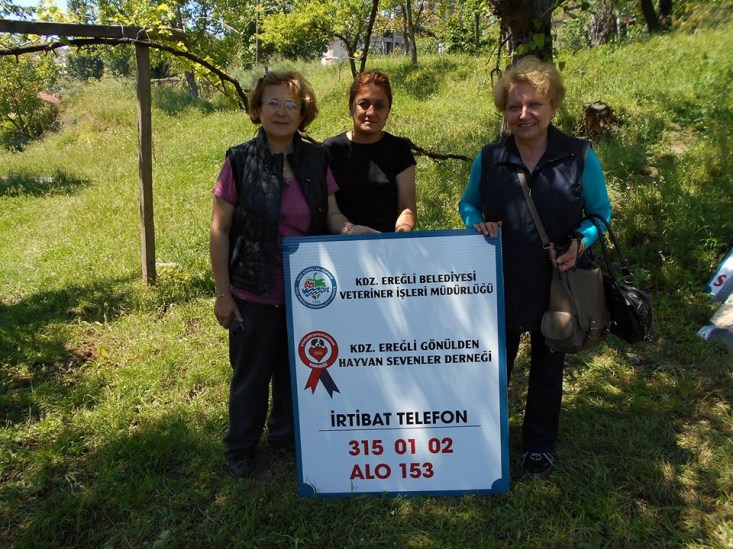 KDZ. EREĞLİ BELEDİYESİ
VETERİNER İŞLERİ MÜDÜRLÜĞÜ
KDZ. EREĞLİ GÖNÜLDEN
HAYVAN SEVENLER DERNEĞİ
İRTİBAT TELEFON
315 01 02
ALO 153